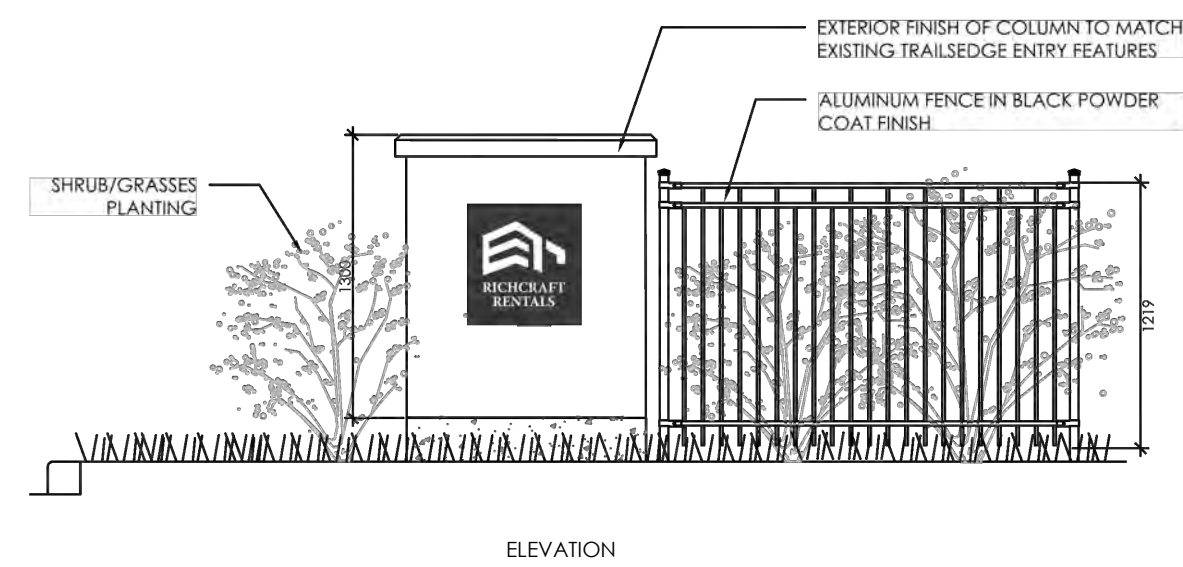 EXTERIOR FINISH OF COLUMN TO MATCH
EXISTING TRAILSEDGE ENTRY FEATURES
ALUMINUM FENCE IN BLACK POWDER
COAT FINISH
SHRUB/GRASSES
PLANTING
1300
RICHCRAFT
RENTALS
1219
ELEVATION